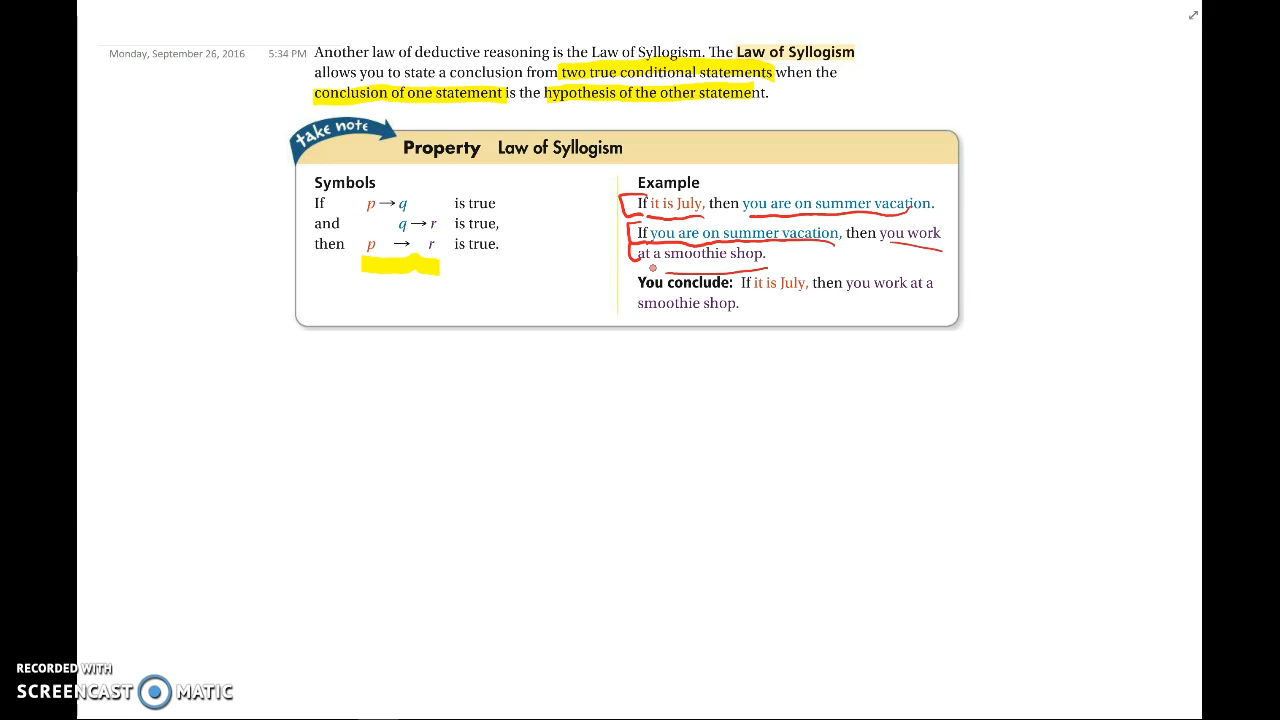 Monday, September 26, 2016 5:34 PM
Another law of deductive reasoning is the Law of Syllogism. The Law of Syllogism
allows you to state a conclusion from two true conditional statements when the
conclusion of one statement is the hypothesis of the other statement.
take note
Property Law of Syllogism
Symbols
If p → q is true
and q → r is true,
then p → r is true.
Example
If it is July, then you are on summer vacation.
If you are on summer vacation, then you work
at a smoothie shop.
You conclude: If it is July, then you work at a
smoothie shop.
RECORDED WITH
SCREENCAST MATIC